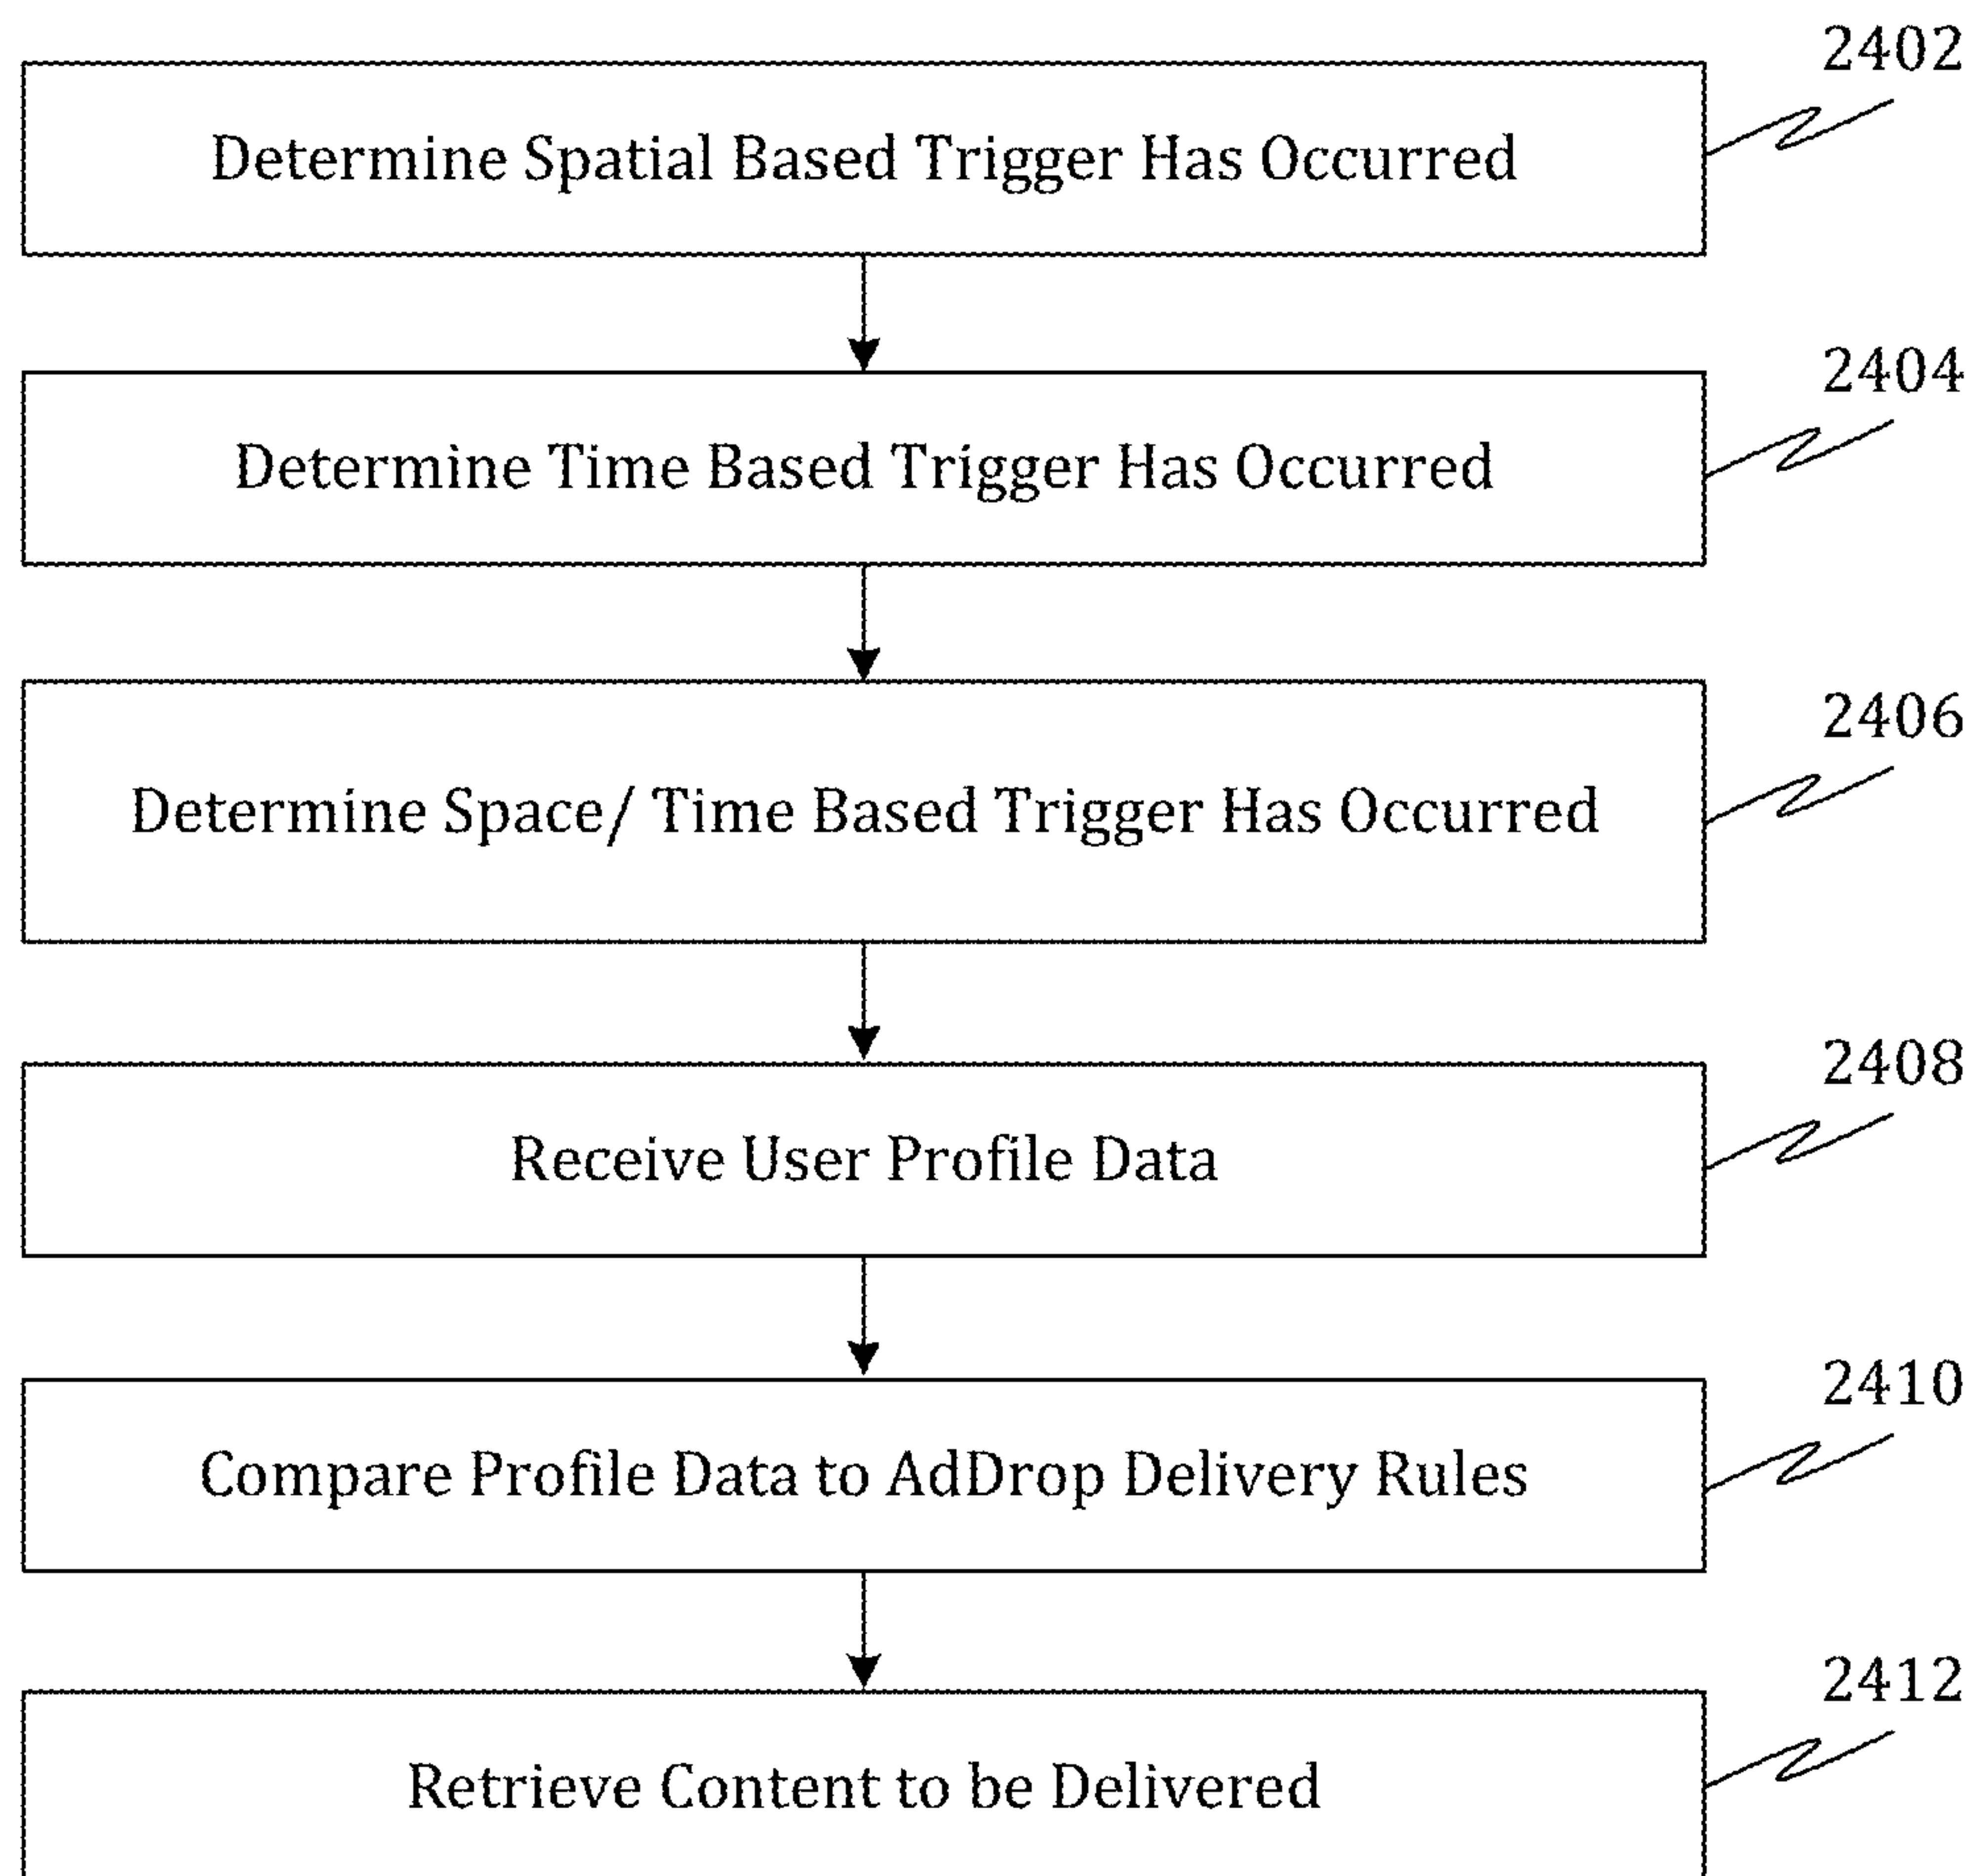 2402
Determine Spatial Based Trigger Has Occurred
2404
Determine Time Based Trigger Has Occurred
2406
Determine Space/ Time Based Trigger Has Occurred
2408
Receive User Profile Data
2410
Compare Profile Data to AdDrop Delivery Rules
2412
Retrieve Content to be Delivered